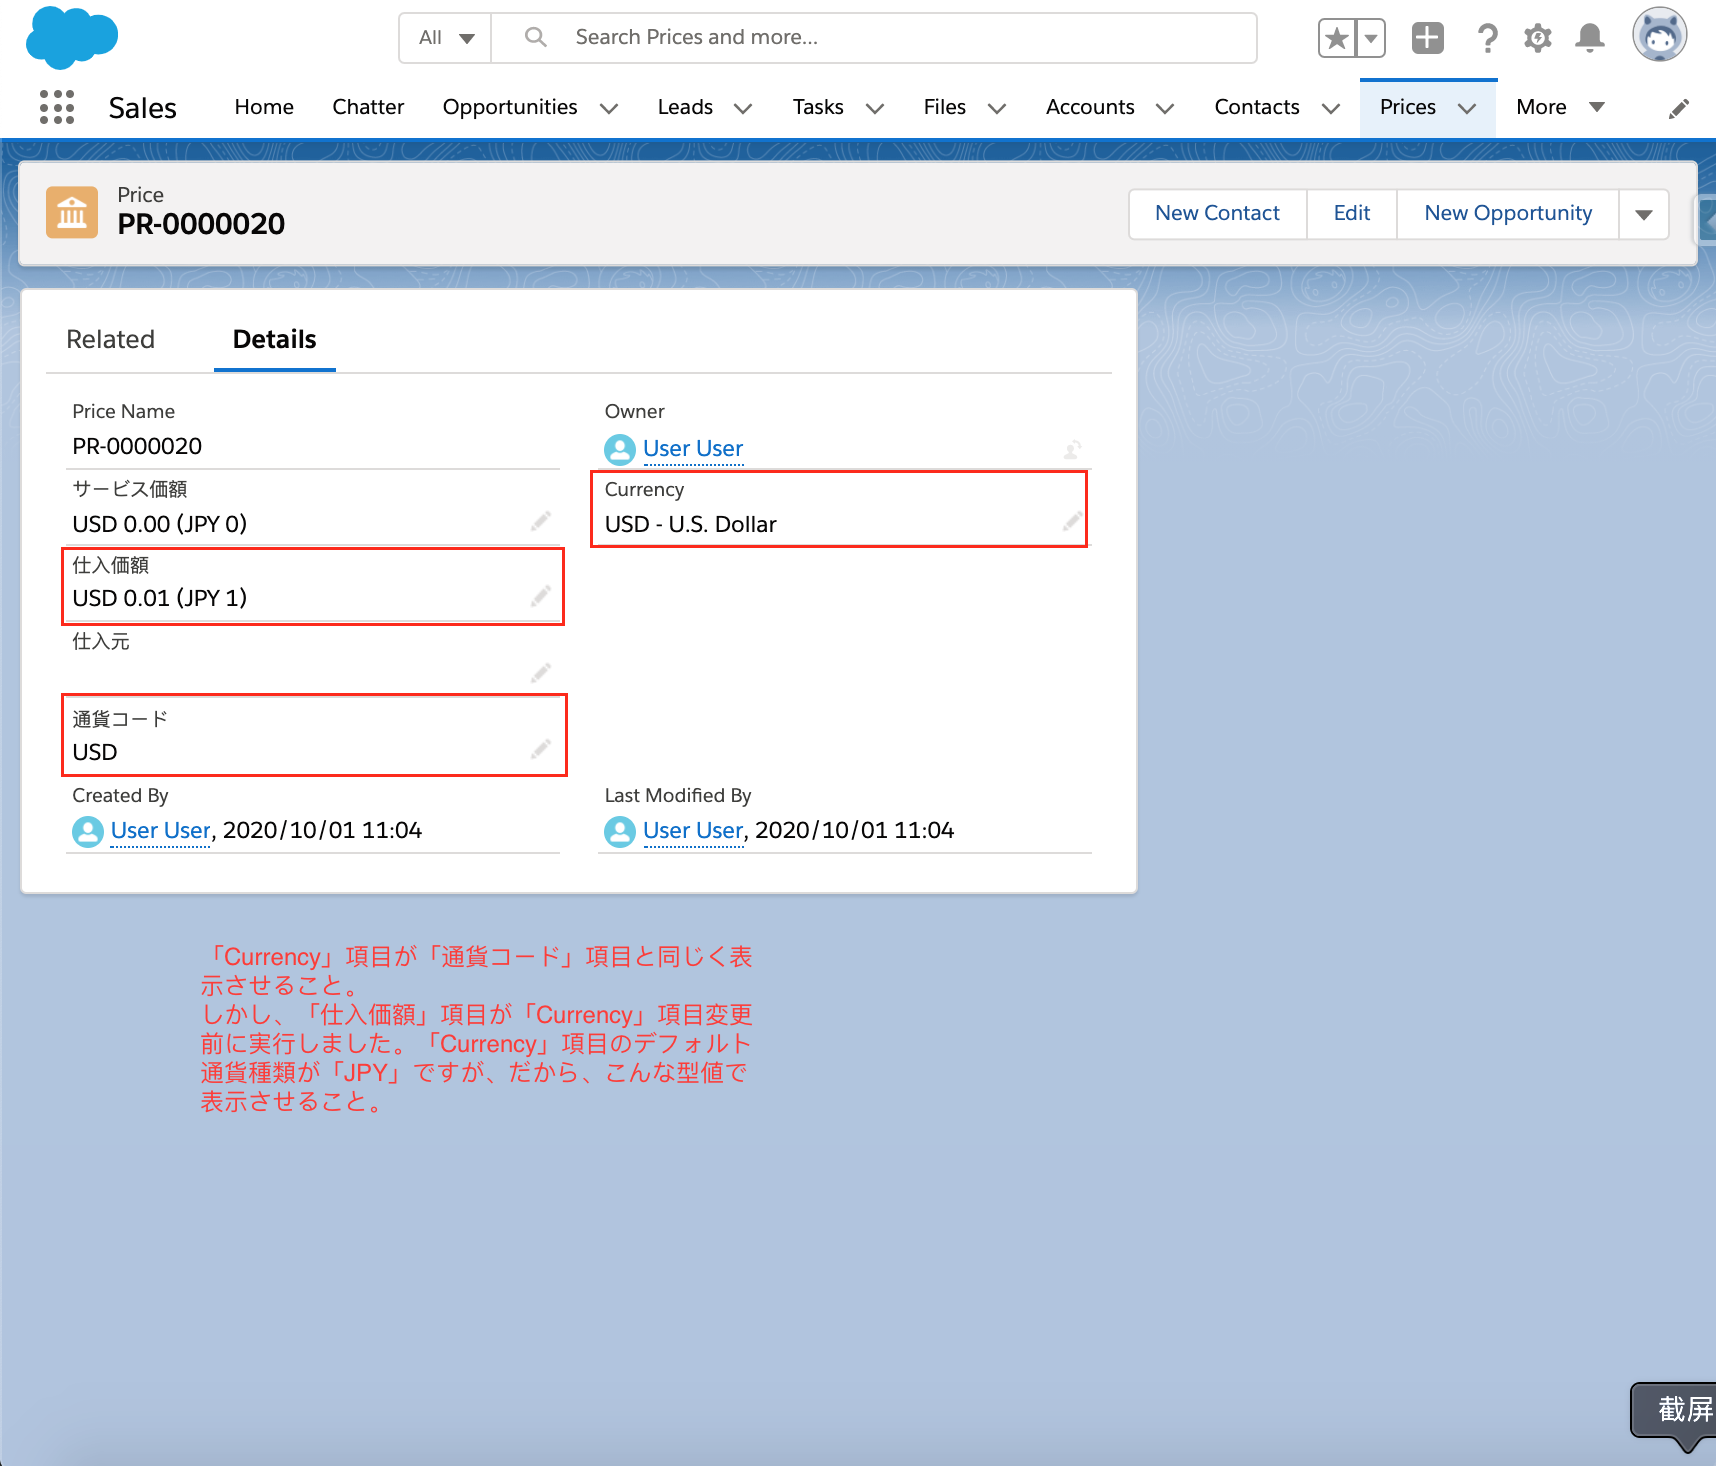 All
Search Prices and more...
Sales
Home
Chatter
Opportunities
Leads
Tasks
Files
Accounts
Contacts
Prices
More
Price
PR-0000020
New Contact
Edit
New Opportunity
Related
Details
Price Name
PR-0000020
Owner
User User
サービス価額
USD 0.00 (JPY 0)
Currency
USD - U.S. Dollar
仕入価額
USD 0.01 (JPY 1)
仕入元
通貨コード
USD
Created By
User User, 2020/10/01 11:04
Last Modified By
User User, 2020/10/01 11:04
「Currency」項目が「通貨コード」項目と同じく表
示させること。
しかし、「仕入価額」項目が「Currency」項目変更
前に実行しました。「Currency」項目のデフォルト
通貨種類が「JPY」ですが、だから、こんな型値で
表示させること。
截屏